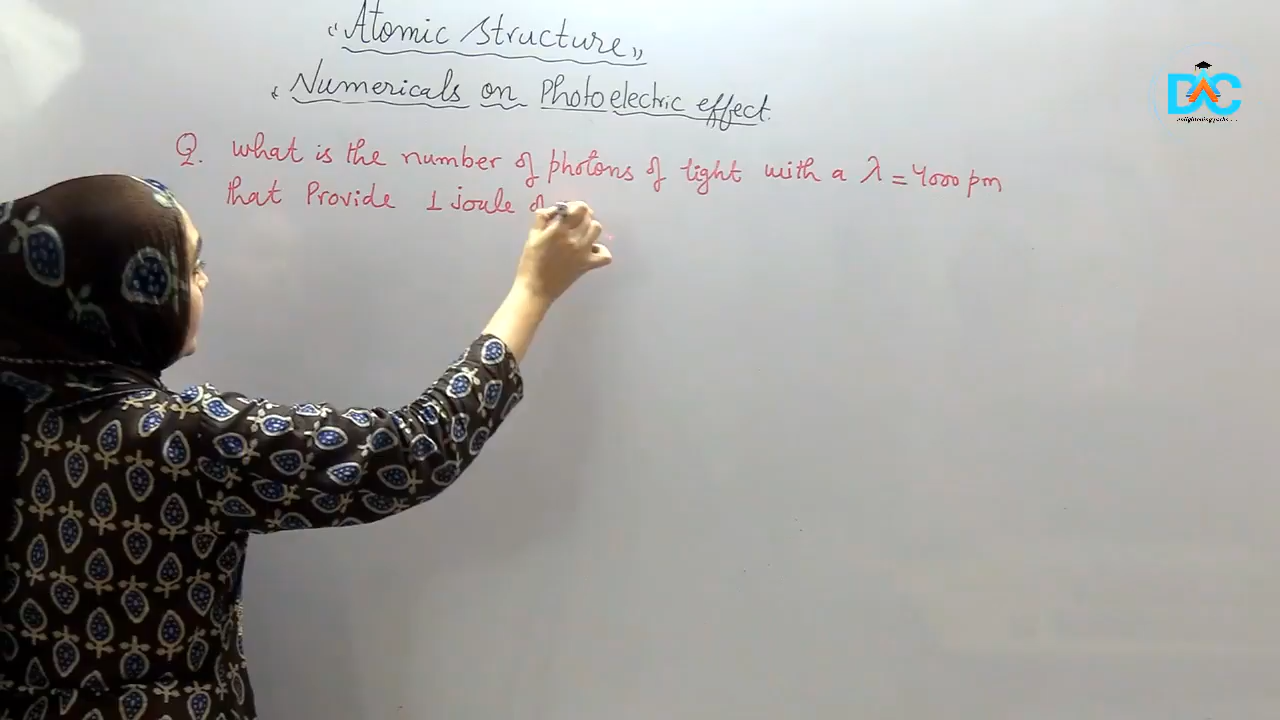 "Atomic Structure"
"Numericals on Photoelectric effect.
Q. What is the number of photons of light with a λ = 4000 pm
that Provide 1 joule o
DAC